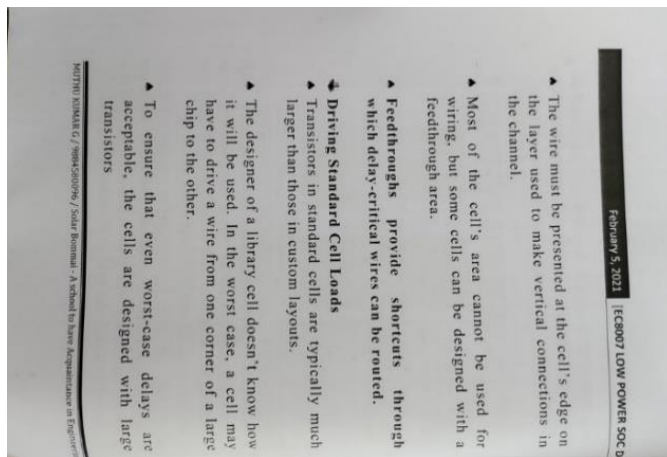 February 5, 2021 |EC8007 LOW POWER SOC D
▲ The wire must be presented at the cell's edge on
the layer used to make vertical connections in
the channel.
▲ Most of the cell's area cannot be used for
wiring, but some cells can be designed with a
feedthrough area.
▲ Feedthroughs provide shortcuts through
which delay-critical wires can be routed.
Driving Standard Cell Loads
▲ Transistors in standard cells are typically much
larger than those in custom layouts.
▲ The designer of a library cell doesn't know how
it will be used. In the worst case, a cell may
have to drive a wire from one corner of a large
chip to the other.
▲ To ensure that even worst-case delays are
acceptable, the cells are designed with large
transistors
MUTHU KUMAR G / 9884580096 / Solar Bommai - A school to have Acquaintance in Engineeri